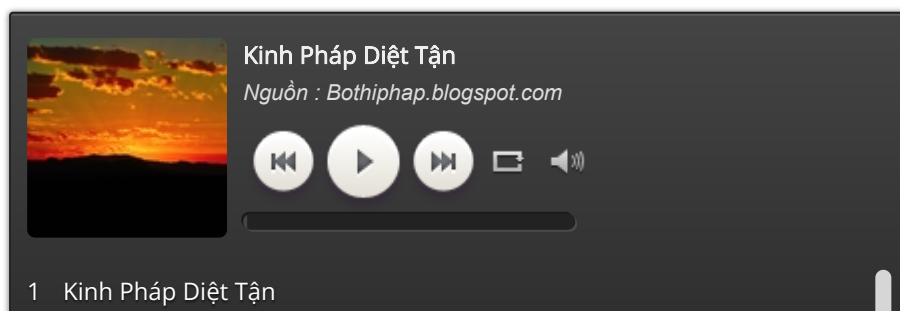 Kinh Pháp Diệt Tận
Nguồn : Bothiphap.blogspot.com
1 Kinh Pháp Diệt Tận